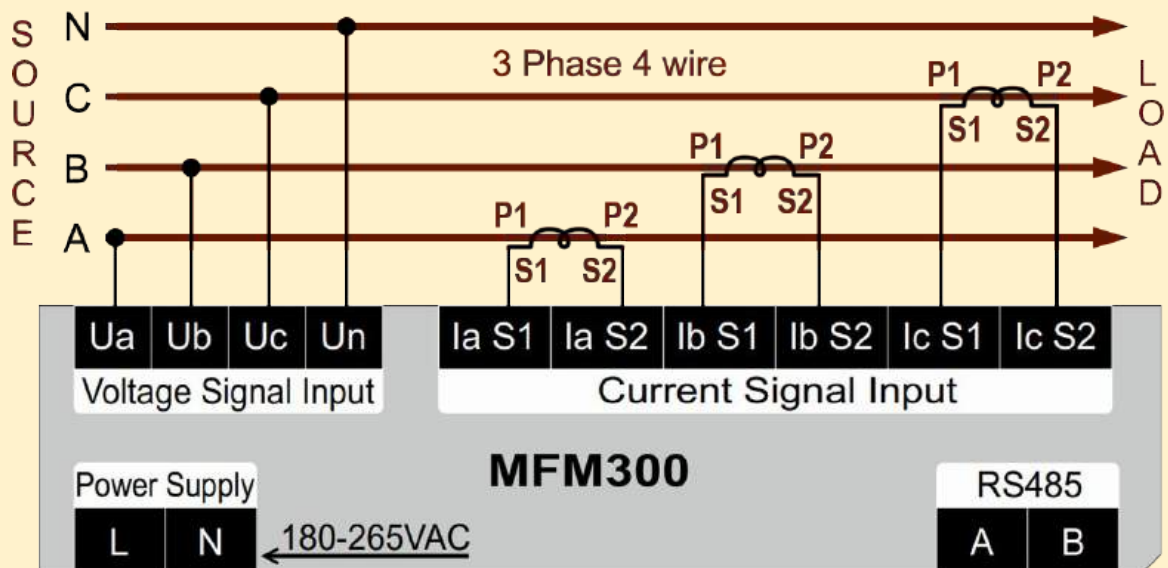 SOURCE
N
3 Phase 4 wire
C
P1 P2
S1 S2
LOAD
B
P1 P2
S1 S2
A
P1 P2
S1 S2
Ua Ub Uc Un
Voltage Signal Input
Ia S1 Ia S2 Ib S1 Ib S2 Ic S1 Ic S2
Current Signal Input
MFM300
Power Supply
L N
180-265VAC
RS485
A B